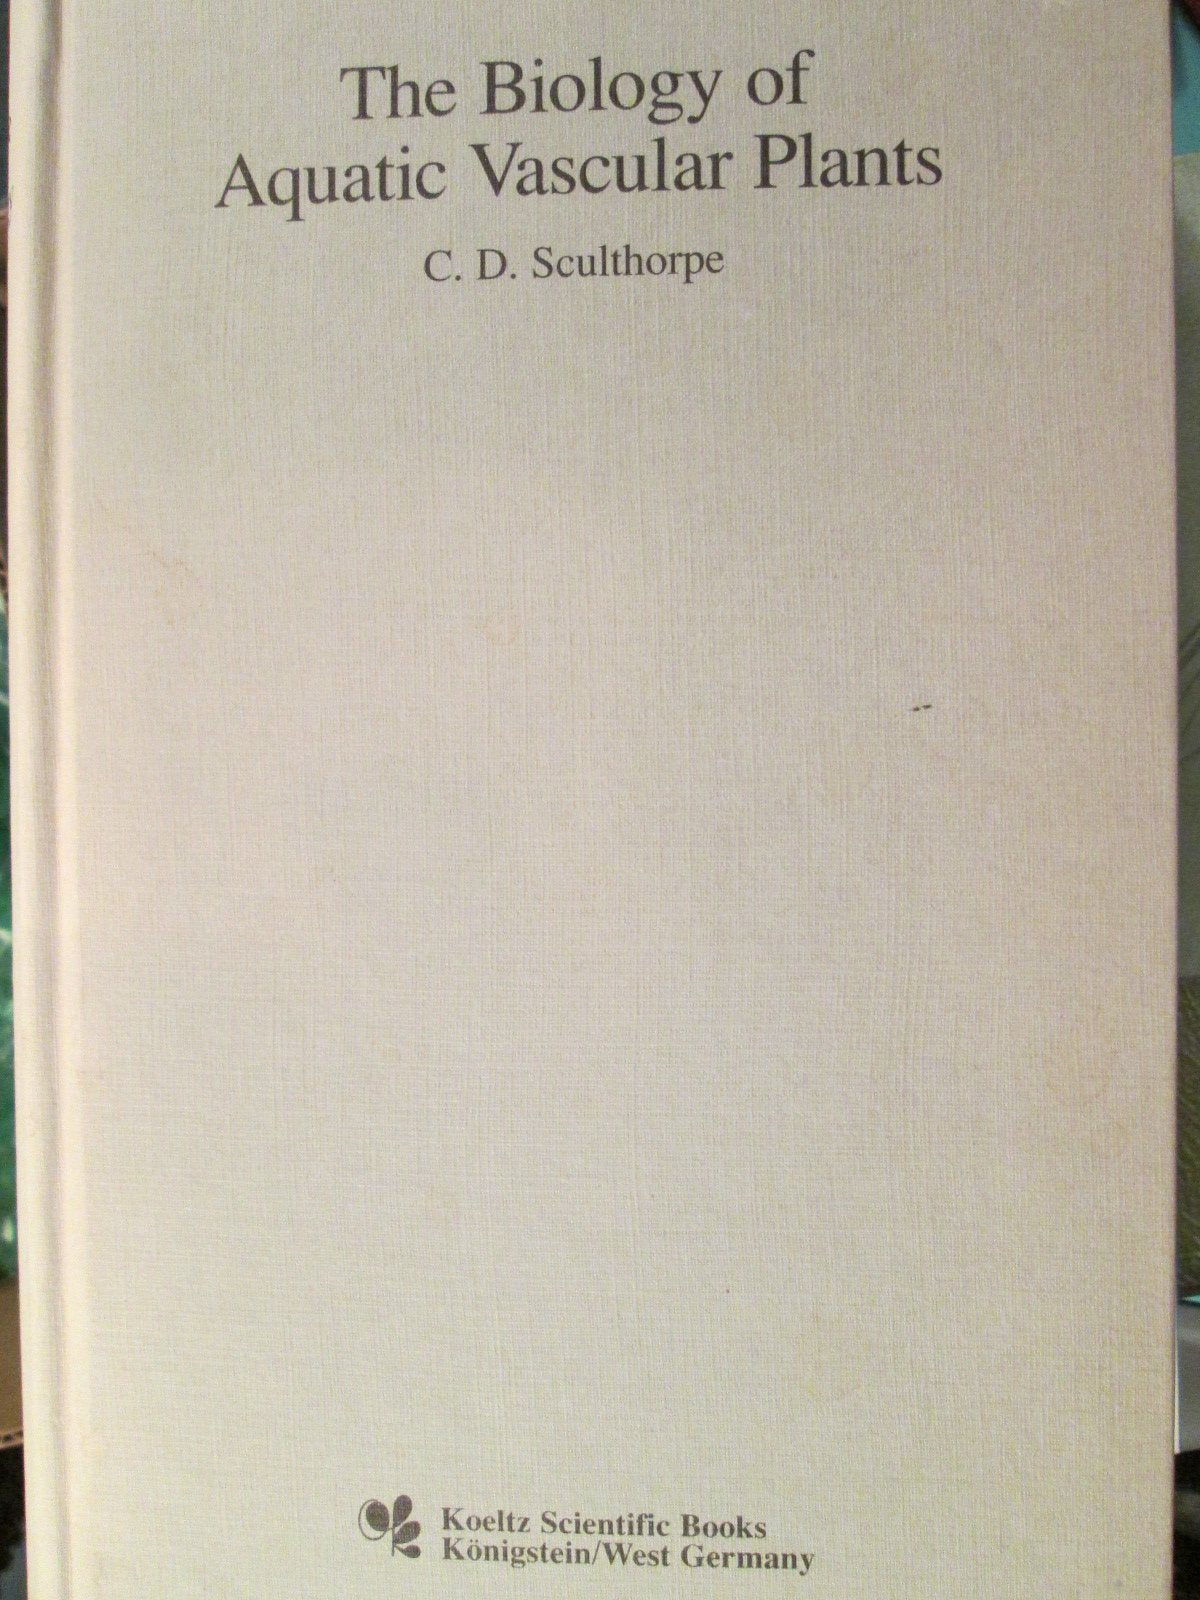 The Biology of
Aquatic Vascular Plants
C. D. Sculthorpe
Koeltz Scientific Books
Königstein/West Germany